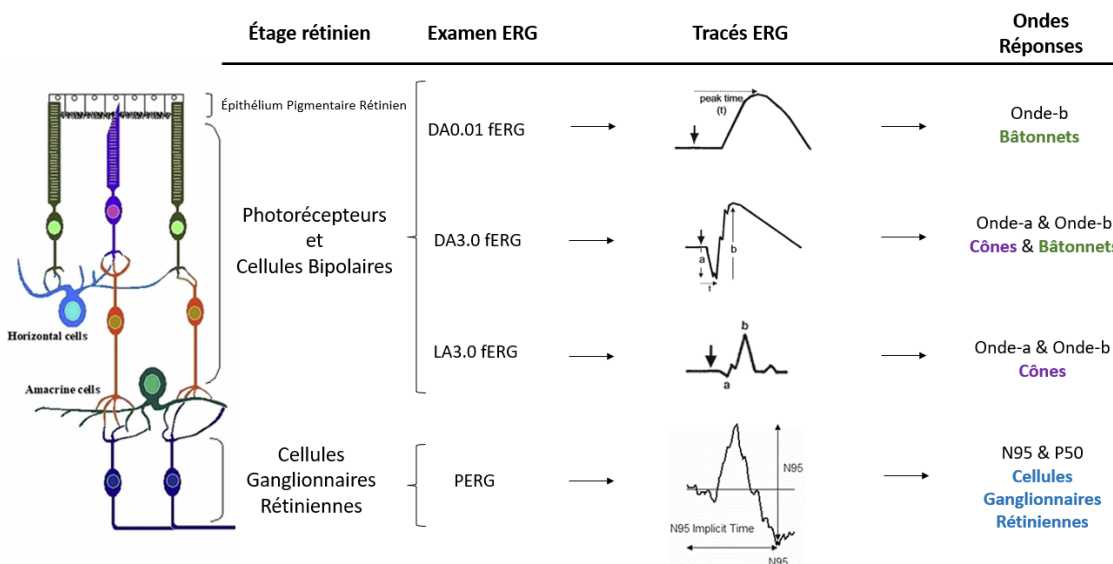 Étage rétinien
Examen ERG
Tracés ERG
Ondes
Réponses
Épithélium Pigmentaire Rétinien
Photorécepteurs
et
Cellules Bipolaires
Horizontal cells
Amacrine cells
DA0.01 fERG
peak time
(t)
Onde-b
Bâtonnets
DA3.0 fERG
a
b
t
Onde-a & Onde-b
Cônes & Bâtonnets
LA3.0 fERG
b
a
Onde-a & Onde-b
Cônes
Cellules
Ganglionnaires
Rétiniennes
PERG
N95
N95 Implicit Time
N95
N95 & P50
Cellules
Ganglionnaires
Rétiniennes